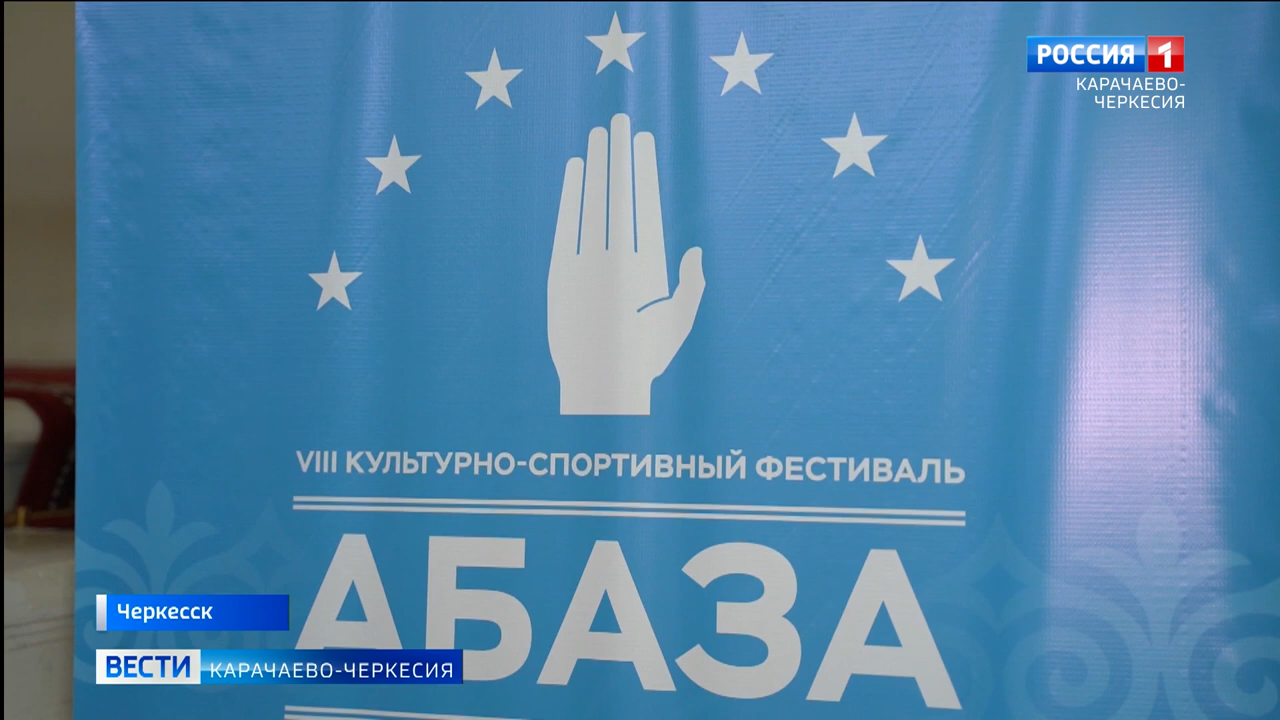 РОССИЯ 1
КАРАЧАЕВО-
ЧЕРКЕСИЯ
VIII КУЛЬТУРНО-СПОРТИВНЫЙ ФЕСТИВАЛЬ
АБАЗА
Черкесск
ВЕСТИ КАРАЧАЕВО-ЧЕРКЕСИЯ